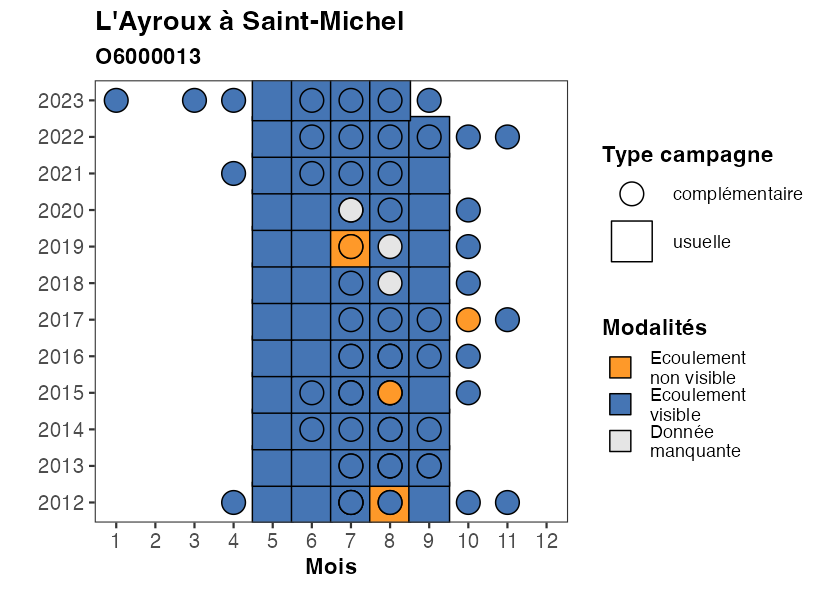 L'Ayroux à Saint-Michel
O6000013
2023
2022
2021
2020
2019
2018
2017
2016
2015
2014
2013
2012
1 2 3 4 5 6 7 8 9 10 11 12
Mois
Type campagne
complémentaire
usuelle
Modalités
Ecoulement
non visible
Ecoulement
visible
Donnée
manquante